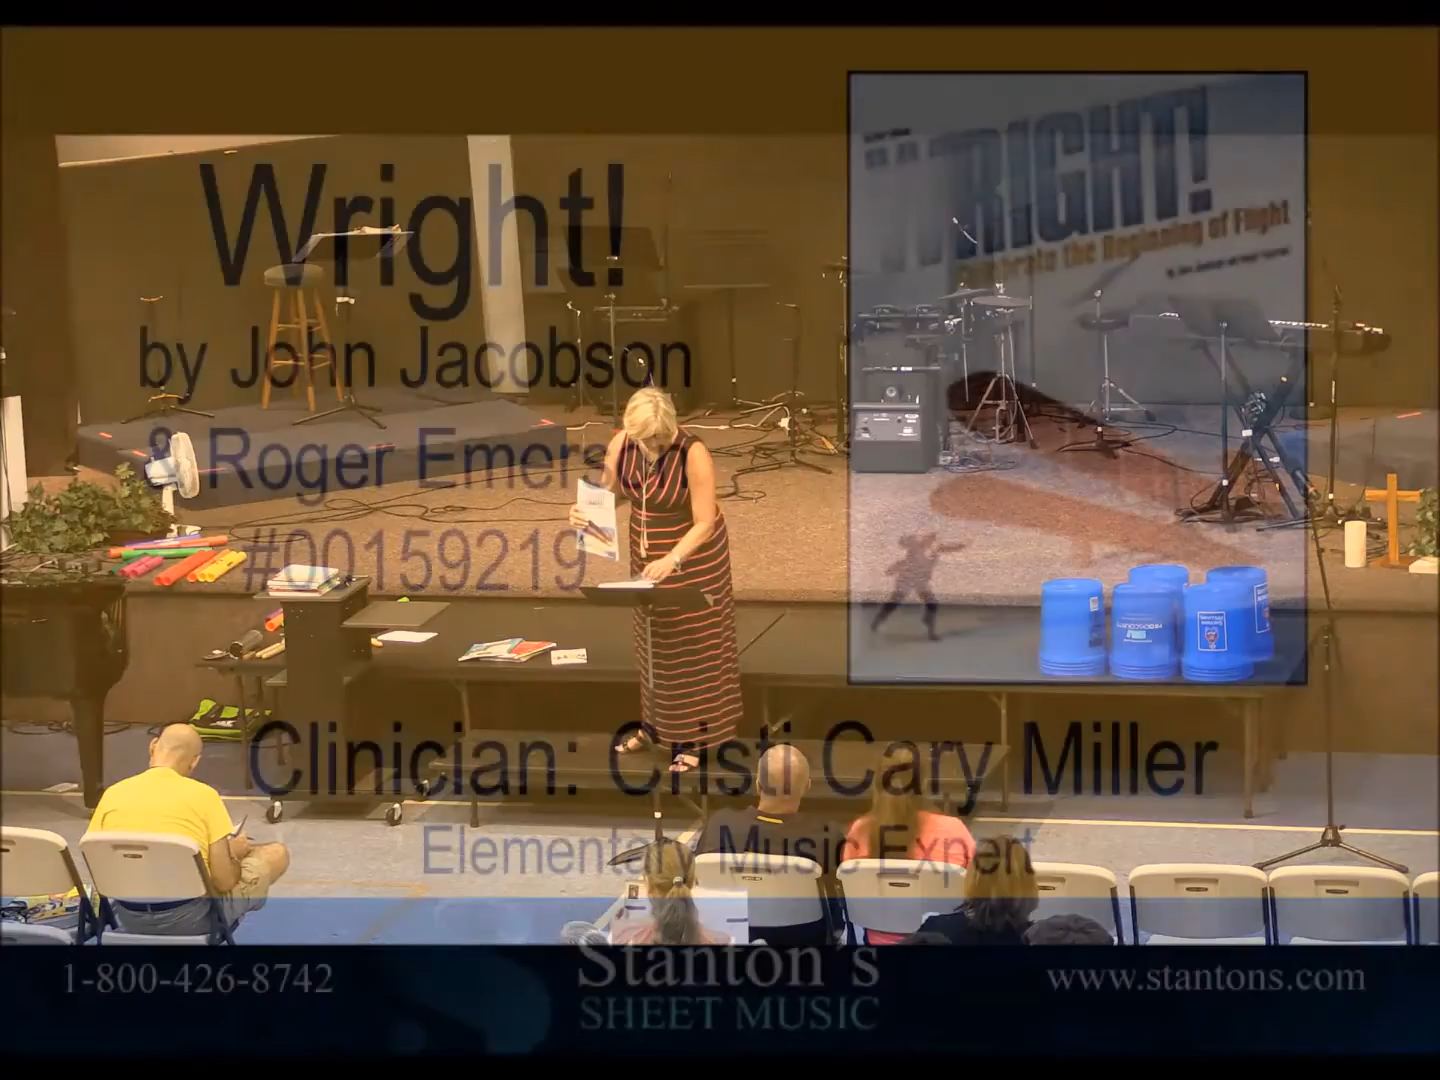 Wright!
by John Jacobson
& Roger Emerson
#00159219
WRIGHT!
Celebrate the Beginning of Flight
Clinician: Cristi Cary Miller
Elementary Music Expert
1-800-426-8742
Stanton's
SHEET MUSIC
www.stantons.com